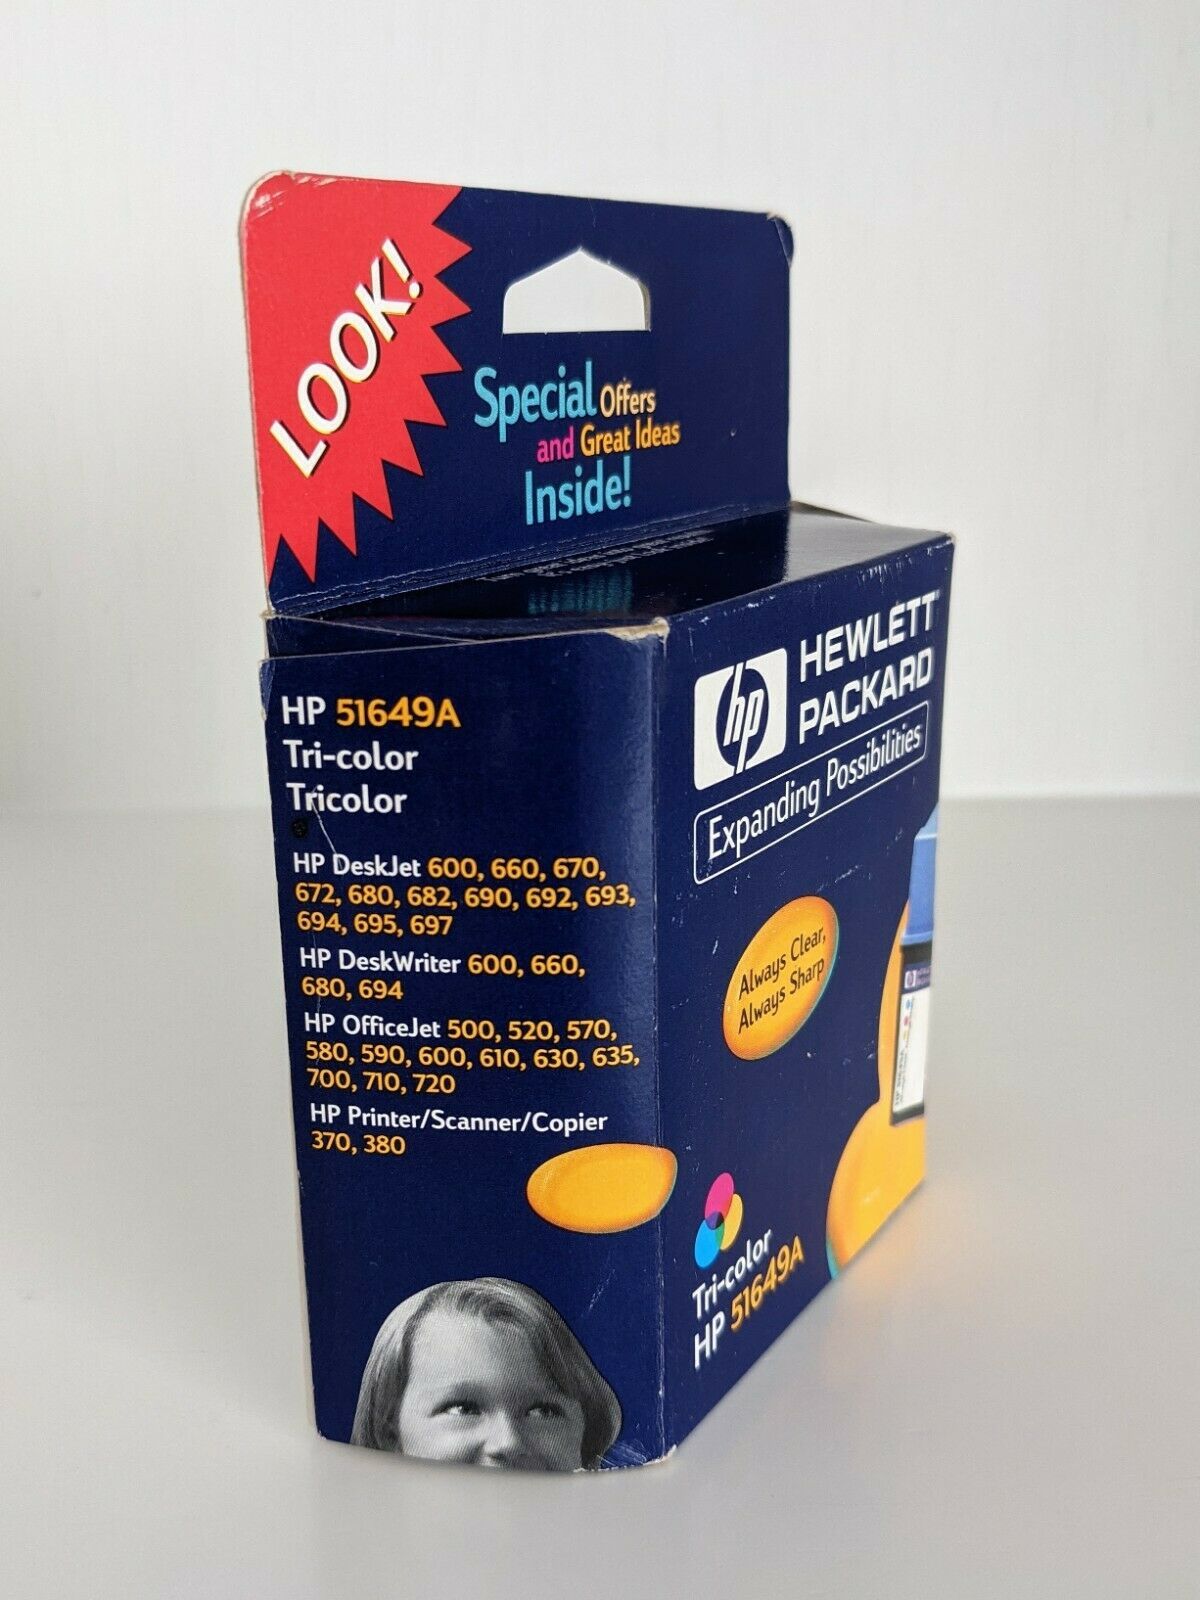 LOOK!
Special Offers
and Great Ideas
Inside!
HP 51649A
Tri-color
Tricolor
HP DeskJet 600, 660, 670,
672, 680, 682, 690, 692, 693,
694, 695, 697
HP DeskWriter 600, 660,
680, 694
HP OfficeJet 500, 520, 570,
580, 590, 600, 610, 630, 635,
700, 710, 720
HP Printer/Scanner/Copier
370, 380
hp
HEWLETT
PACKARD
Expanding Possibilities
Always Clear,
Always Sharp
Tri-color
HP 51649A